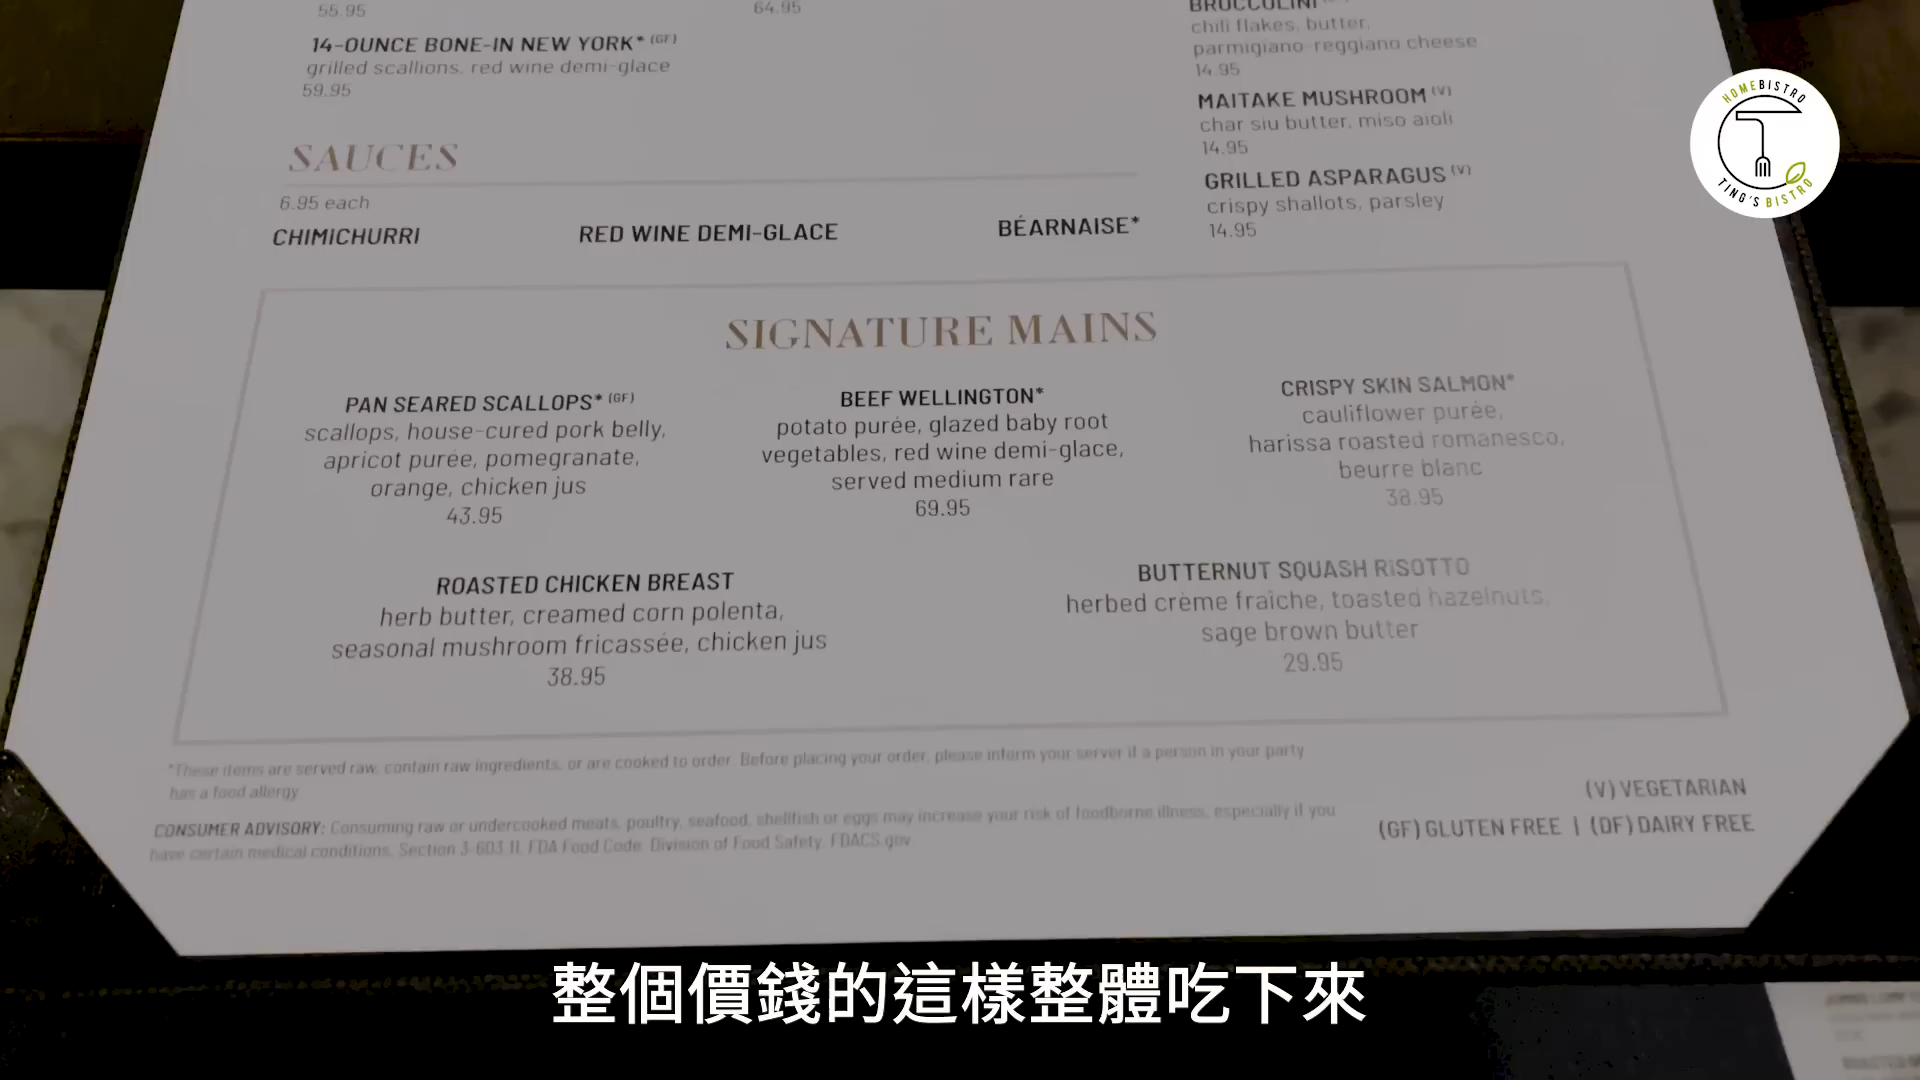 55.95
64.95
14-OUNCE BONE-IN NEW YORK* (GF)
grilled scallions, red wine demi-glace
59.95
SAUCES
6.95 each
CHIMICHURRI
RED WINE DEMI-GLACE
BÉARNAISE*
BROCCOLINI
chili flakes, butter,
parmigiano-reggiano cheese
14.95
MAITAKE MUSHROOM (V)
char siu butter, miso aioli
14.95
GRILLED ASPARAGUS (V)
crispy shallots, parsley
14.95
SIGNATURE MAINS
PAN SEARED SCALLOPS* (GF)
scallops, house-cured pork belly,
apricot purée, pomegranate,
orange, chicken jus
43.95
BEEF WELLINGTON*
potato purée, glazed baby root
vegetables, red wine demi-glace,
served medium rare
69.95
CRISPY SKIN SALMON*
cauliflower purée,
harissa roasted romanesco,
beurre blanc
38.95
ROASTED CHICKEN BREAST
herb butter, creamed corn polenta,
seasonal mushroom fricassée, chicken jus
38.95
BUTTERNUT SQUASH RISOTTO
herbed crème fraîche, toasted hazelnuts,
sage brown butter
29.95
*These items are served raw, contain raw ingredients, or are cooked to order. Before placing your order, please inform your server if a person in your party
has a food allergy
CONSUMER ADVISORY: Consuming raw or undercooked meats, poultry, seafood, shellfish or eggs may increase your risk of foodborne illness, especially if you
have certain medical conditions. Section 3-603.11, FDA Food Code. Division of Food Safety. FDACS.gov
(V) VEGETARIAN
(GF) GLUTEN FREE | (DF) DAIRY FREE
HOMEBISTRO
TING'S BISTRO
整個價錢的這樣整體吃下來